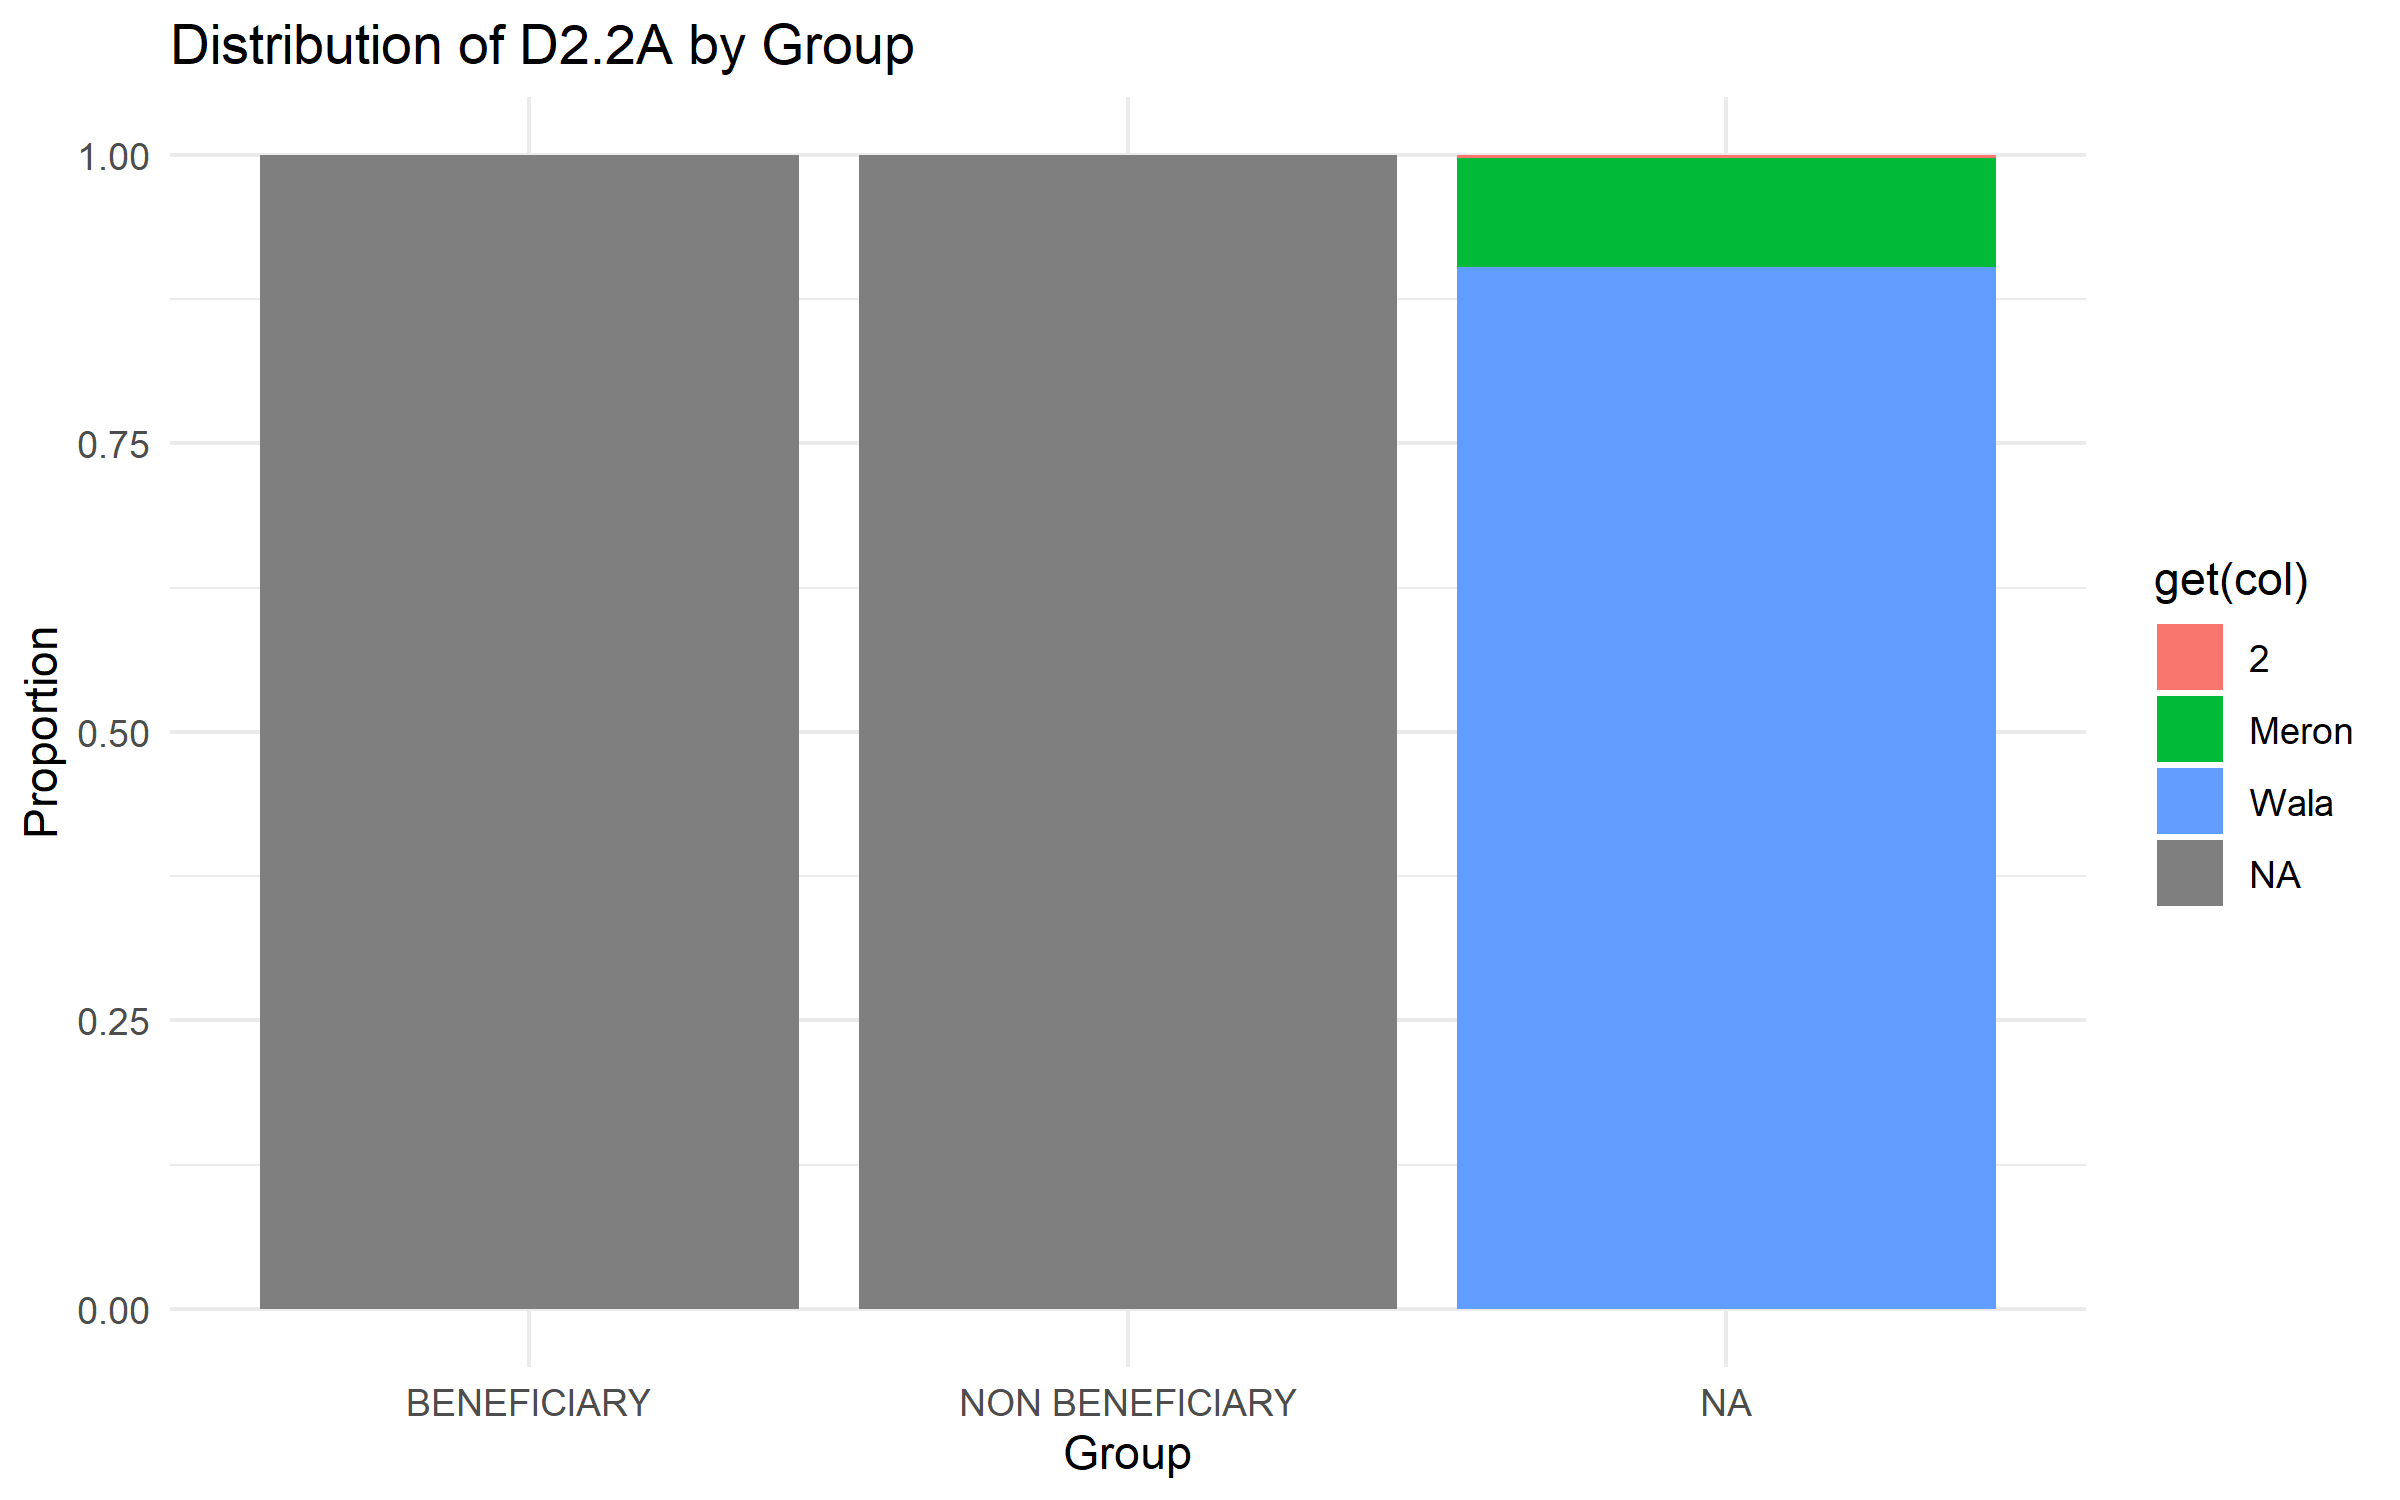 Distribution of D2.2A by Group
1.00
0.75
0.50
0.25
0.00
Proportion
BENEFICIARY
NON BENEFICIARY
NA
Group
get(col)
2
Meron
Wala
NA